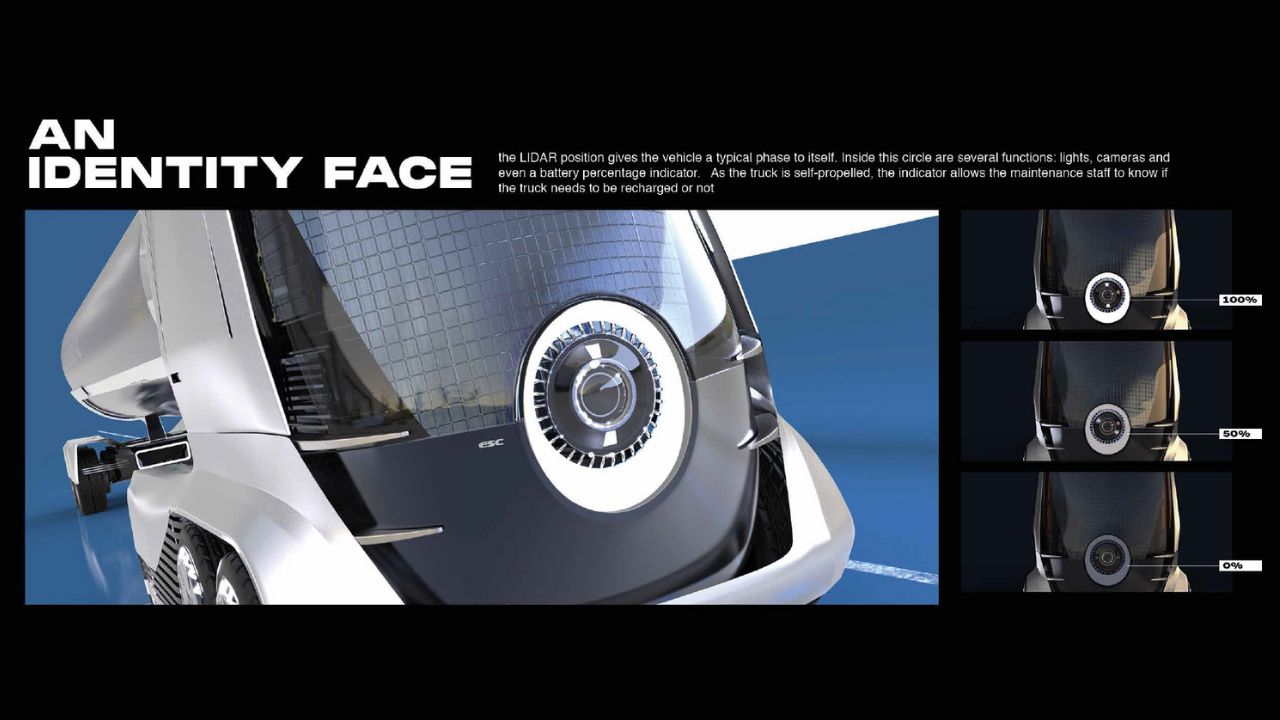 AN
IDENTITY FACE
the LIDAR position gives the vehicle a typical phase to itself. Inside this circle are several functions: lights, cameras and
even a battery percentage indicator.   As the truck is self-propelled, the indicator allows the maintenance staff to know if
the truck needs to be recharged or not
esc
100%
50%
0%